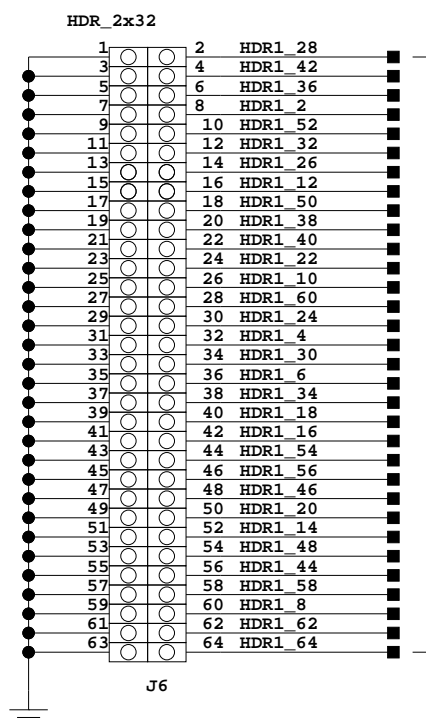 HDR_2x32
1 2 HDR1_28
3 4 HDR1_42
5 6 HDR1_36
7 8 HDR1_2
9 10 HDR1_52
11 12 HDR1_32
13 14 HDR1_26
15 16 HDR1_12
17 18 HDR1_50
19 20 HDR1_38
21 22 HDR1_40
23 24 HDR1_22
25 26 HDR1_10
27 28 HDR1_60
29 30 HDR1_24
31 32 HDR1_4
33 34 HDR1_30
35 36 HDR1_6
37 38 HDR1_34
39 40 HDR1_18
41 42 HDR1_16
43 44 HDR1_54
45 46 HDR1_56
47 48 HDR1_46
49 50 HDR1_20
51 52 HDR1_14
53 54 HDR1_48
55 56 HDR1_44
57 58 HDR1_58
59 60 HDR1_8
61 62 HDR1_62
63 64 HDR1_64
J6